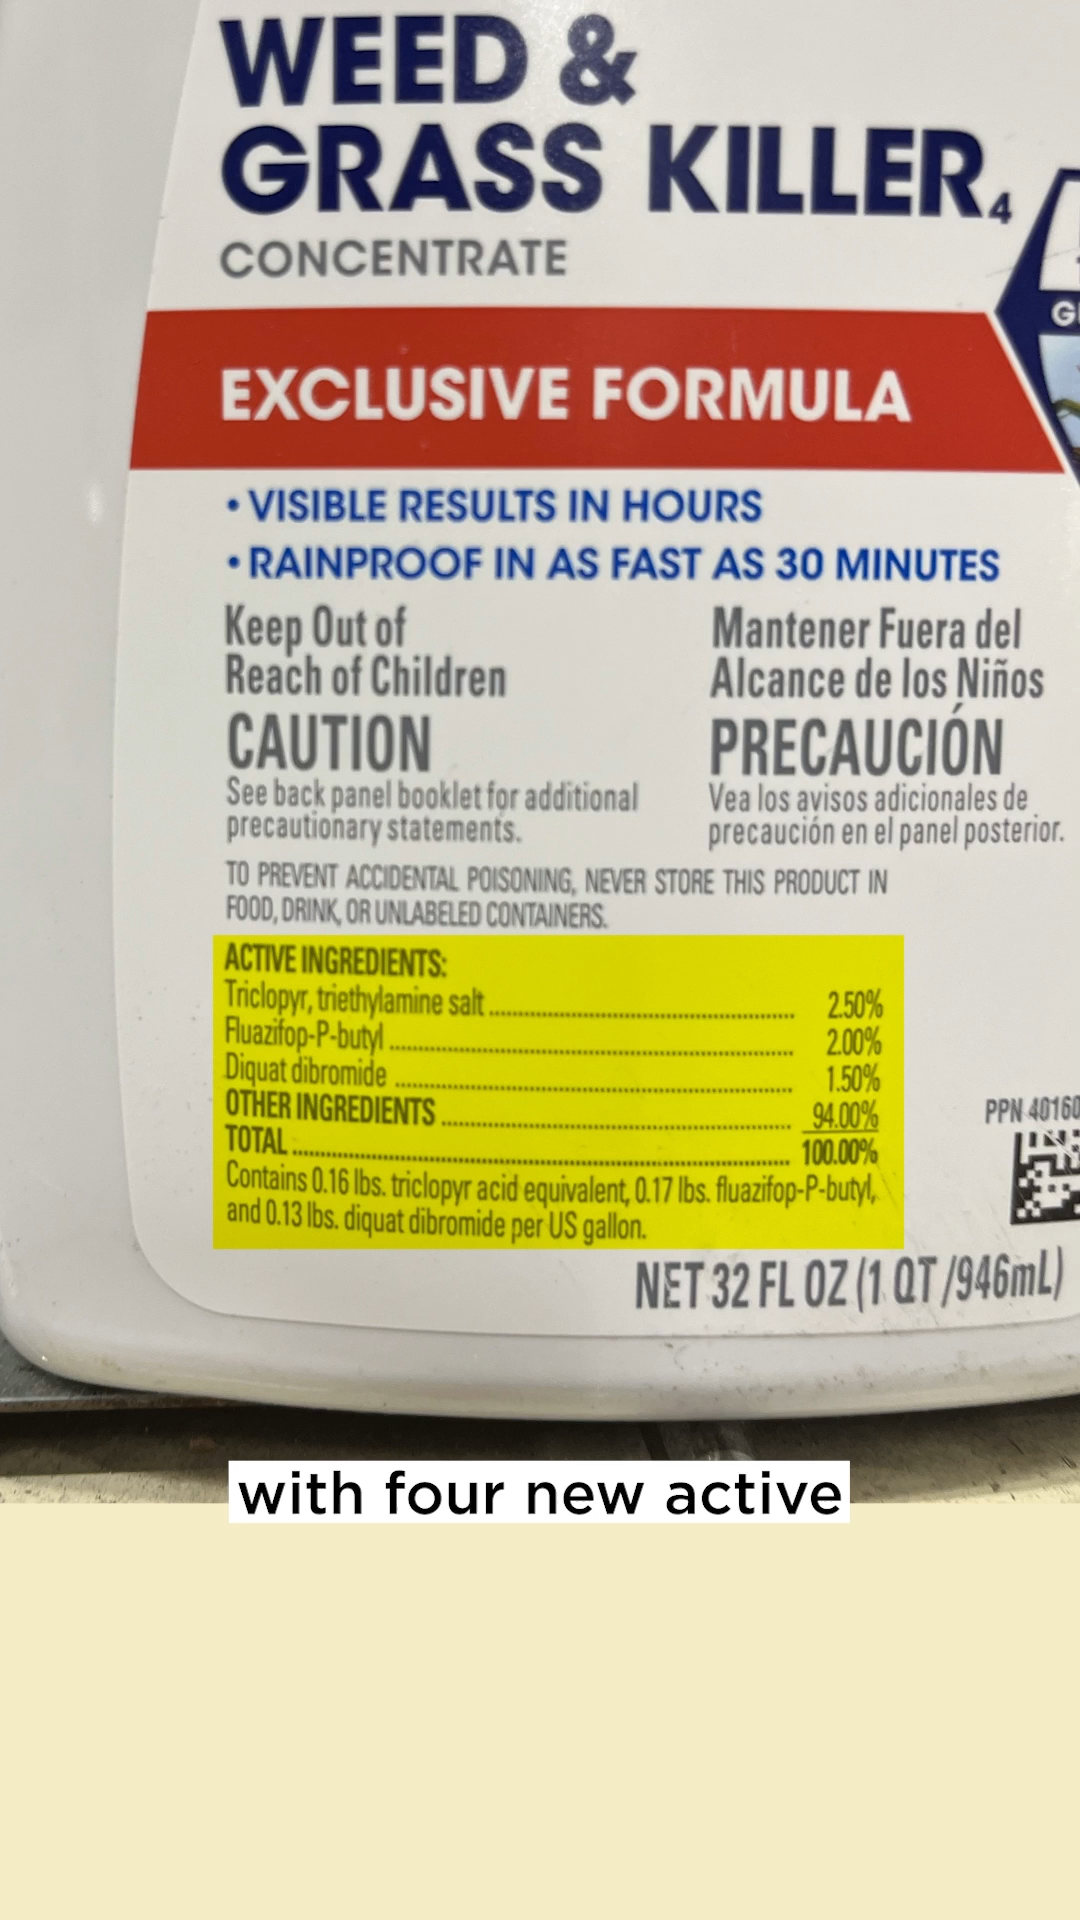 WEED &
GRASS KILLER4
CONCENTRATE
EXCLUSIVE FORMULA
• VISIBLE RESULTS IN HOURS
• RAINPROOF IN AS FAST AS 30 MINUTES
Keep Out of
Reach of Children
CAUTION
See back panel booklet for additional
precautionary statements.
Mantener Fuera del
Alcance de los Niños
PRECAUCIÓN
Vea los avisos adicionales de
precaución en el panel posterior.
TO PREVENT ACCIDENTAL POISONING, NEVER STORE THIS PRODUCT IN
FOOD, DRINK, OR UNLABELED CONTAINERS.
ACTIVE INGREDIENTS:
Triclopyr, triethylamine salt ........ 2.50%
Fluazifop-P-butyl ........ 2.00%
Diquat dibromide ........ 1.50%
OTHER INGREDIENTS ........ 94.00%
TOTAL ........ 100.00%
Contains 0.16 lbs. triclopyr acid equivalent, 0.17 lbs. fluazifop-P-butyl,
and 0.13 lbs. diquat dibromide per US gallon.
PPN 40160
NET 32 FL OZ (1 QT /946mL)
with four new active